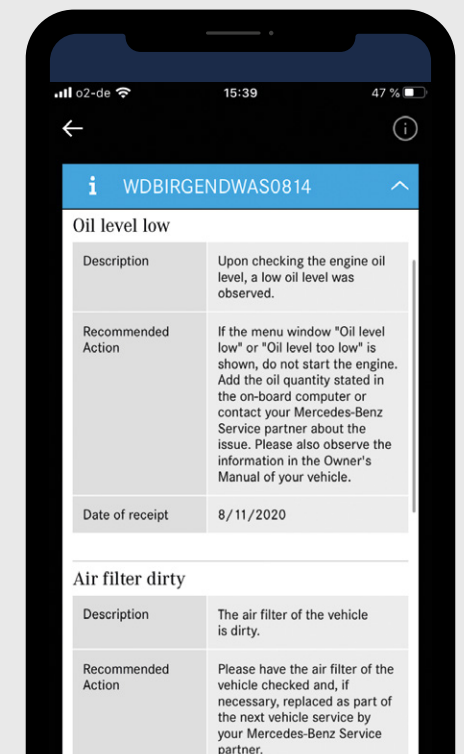 o2-de 15:39 47 %
WDBIRGENDWAS0814
Oil level low
Description
Upon checking the engine oil
level, a low oil level was
observed.
Recommended
Action
If the menu window "Oil level
low" or "Oil level too low" is
shown, do not start the engine.
Add the oil quantity stated in
the on-board computer or
contact your Mercedes-Benz
Service partner about the
issue. Please also observe the
information in the Owner's
Manual of your vehicle.
Date of receipt
8/11/2020
Air filter dirty
Description
The air filter of the vehicle
is dirty.
Recommended
Action
Please have the air filter of the
vehicle checked and, if
necessary, replaced as part of
the next vehicle service by
your Mercedes-Benz Service
partner.